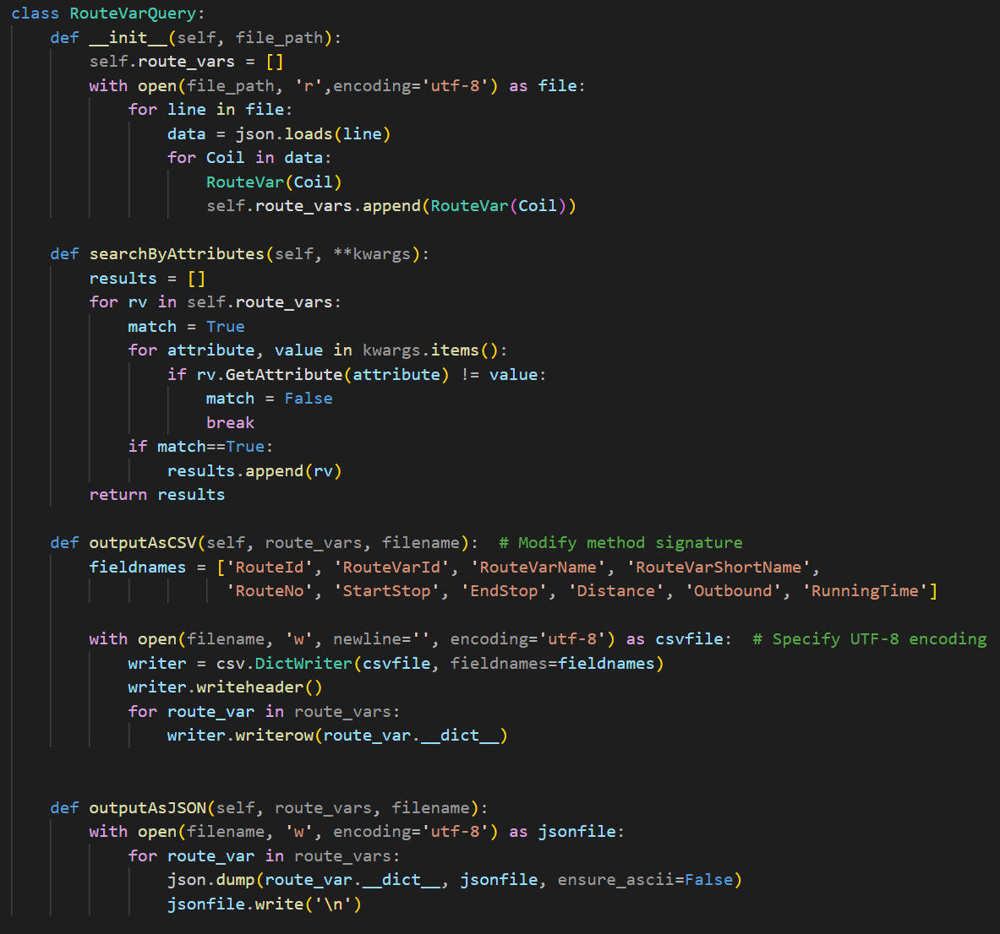 class RouteVarQuery:
    def __init__(self, file_path):
        self.route_vars = []
        with open(file_path, 'r',encoding='utf-8') as file:
            for line in file:
                data = json.loads(line)
                for Coil in data:
                    RouteVar(Coil)
                    self.route_vars.append(RouteVar(Coil))

    def searchByAttributes(self, **kwargs):
        results = []
        for rv in self.route_vars:
            match = True
            for attribute, value in kwargs.items():
                if rv.GetAttribute(attribute) != value:
                    match = False
                    break
            if match==True:
                results.append(rv)
        return results

    def outputAsCSV(self, route_vars, filename):  # Modify method signature
        fieldnames = ['RouteId', 'RouteVarId', 'RouteVarName', 'RouteVarShortName',
                      'RouteNo', 'StartStop', 'EndStop', 'Distance', 'Outbound', 'RunningTime']

        with open(filename, 'w', newline='', encoding='utf-8') as csvfile:  # Specify UTF-8 encoding
            writer = csv.DictWriter(csvfile, fieldnames=fieldnames)
            writer.writeheader()
            for route_var in route_vars:
                writer.writerow(route_var.__dict__)


    def outputAsJSON(self, route_vars, filename):
        with open(filename, 'w', encoding='utf-8') as jsonfile:
            for route_var in route_vars:
                json.dump(route_var.__dict__, jsonfile, ensure_ascii=False)
                jsonfile.write('\n')